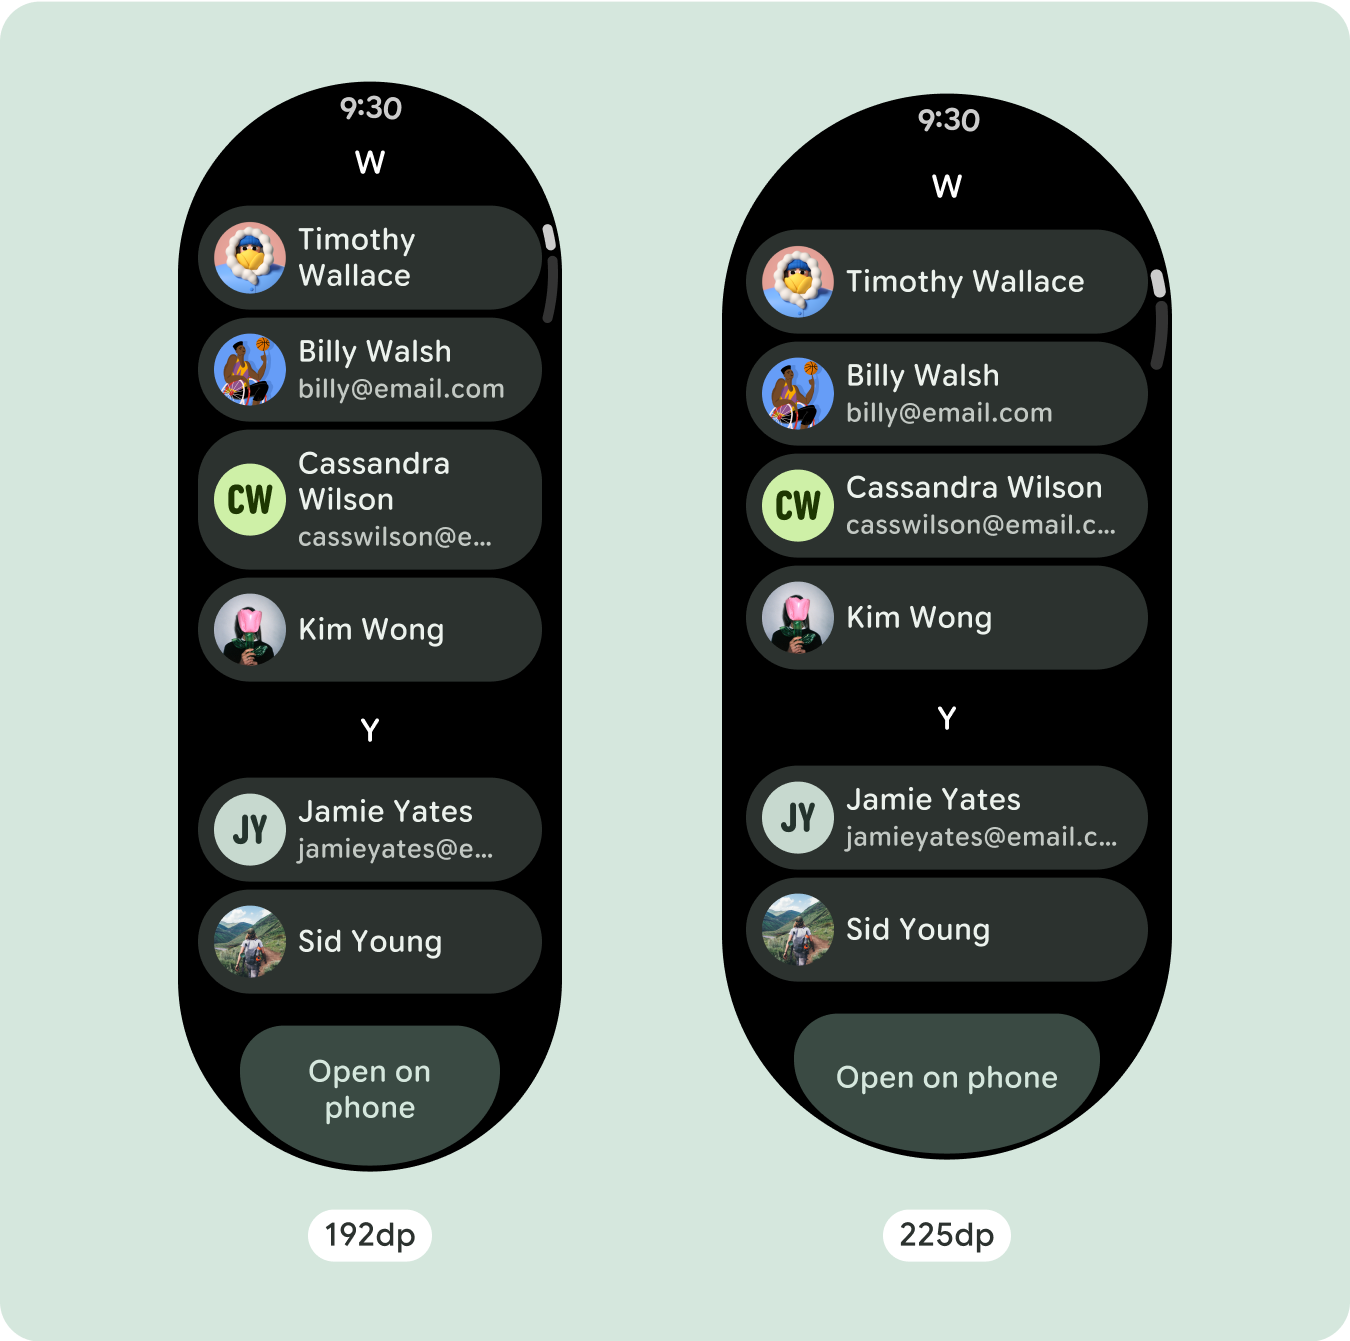 9:30
W
Timothy
Wallace
Billy Walsh
billy@email.com
CW
Cassandra
Wilson
casswilson@e...
Kim Wong
Y
JY
Jamie Yates
jamieyates@e...
Sid Young
Open on
phone
192dp
9:30
W
Timothy Wallace
Billy Walsh
billy@email.com
CW
Cassandra Wilson
casswilson@email.c...
Kim Wong
Y
JY
Jamie Yates
jamieyates@email.c...
Sid Young
Open on phone
225dp